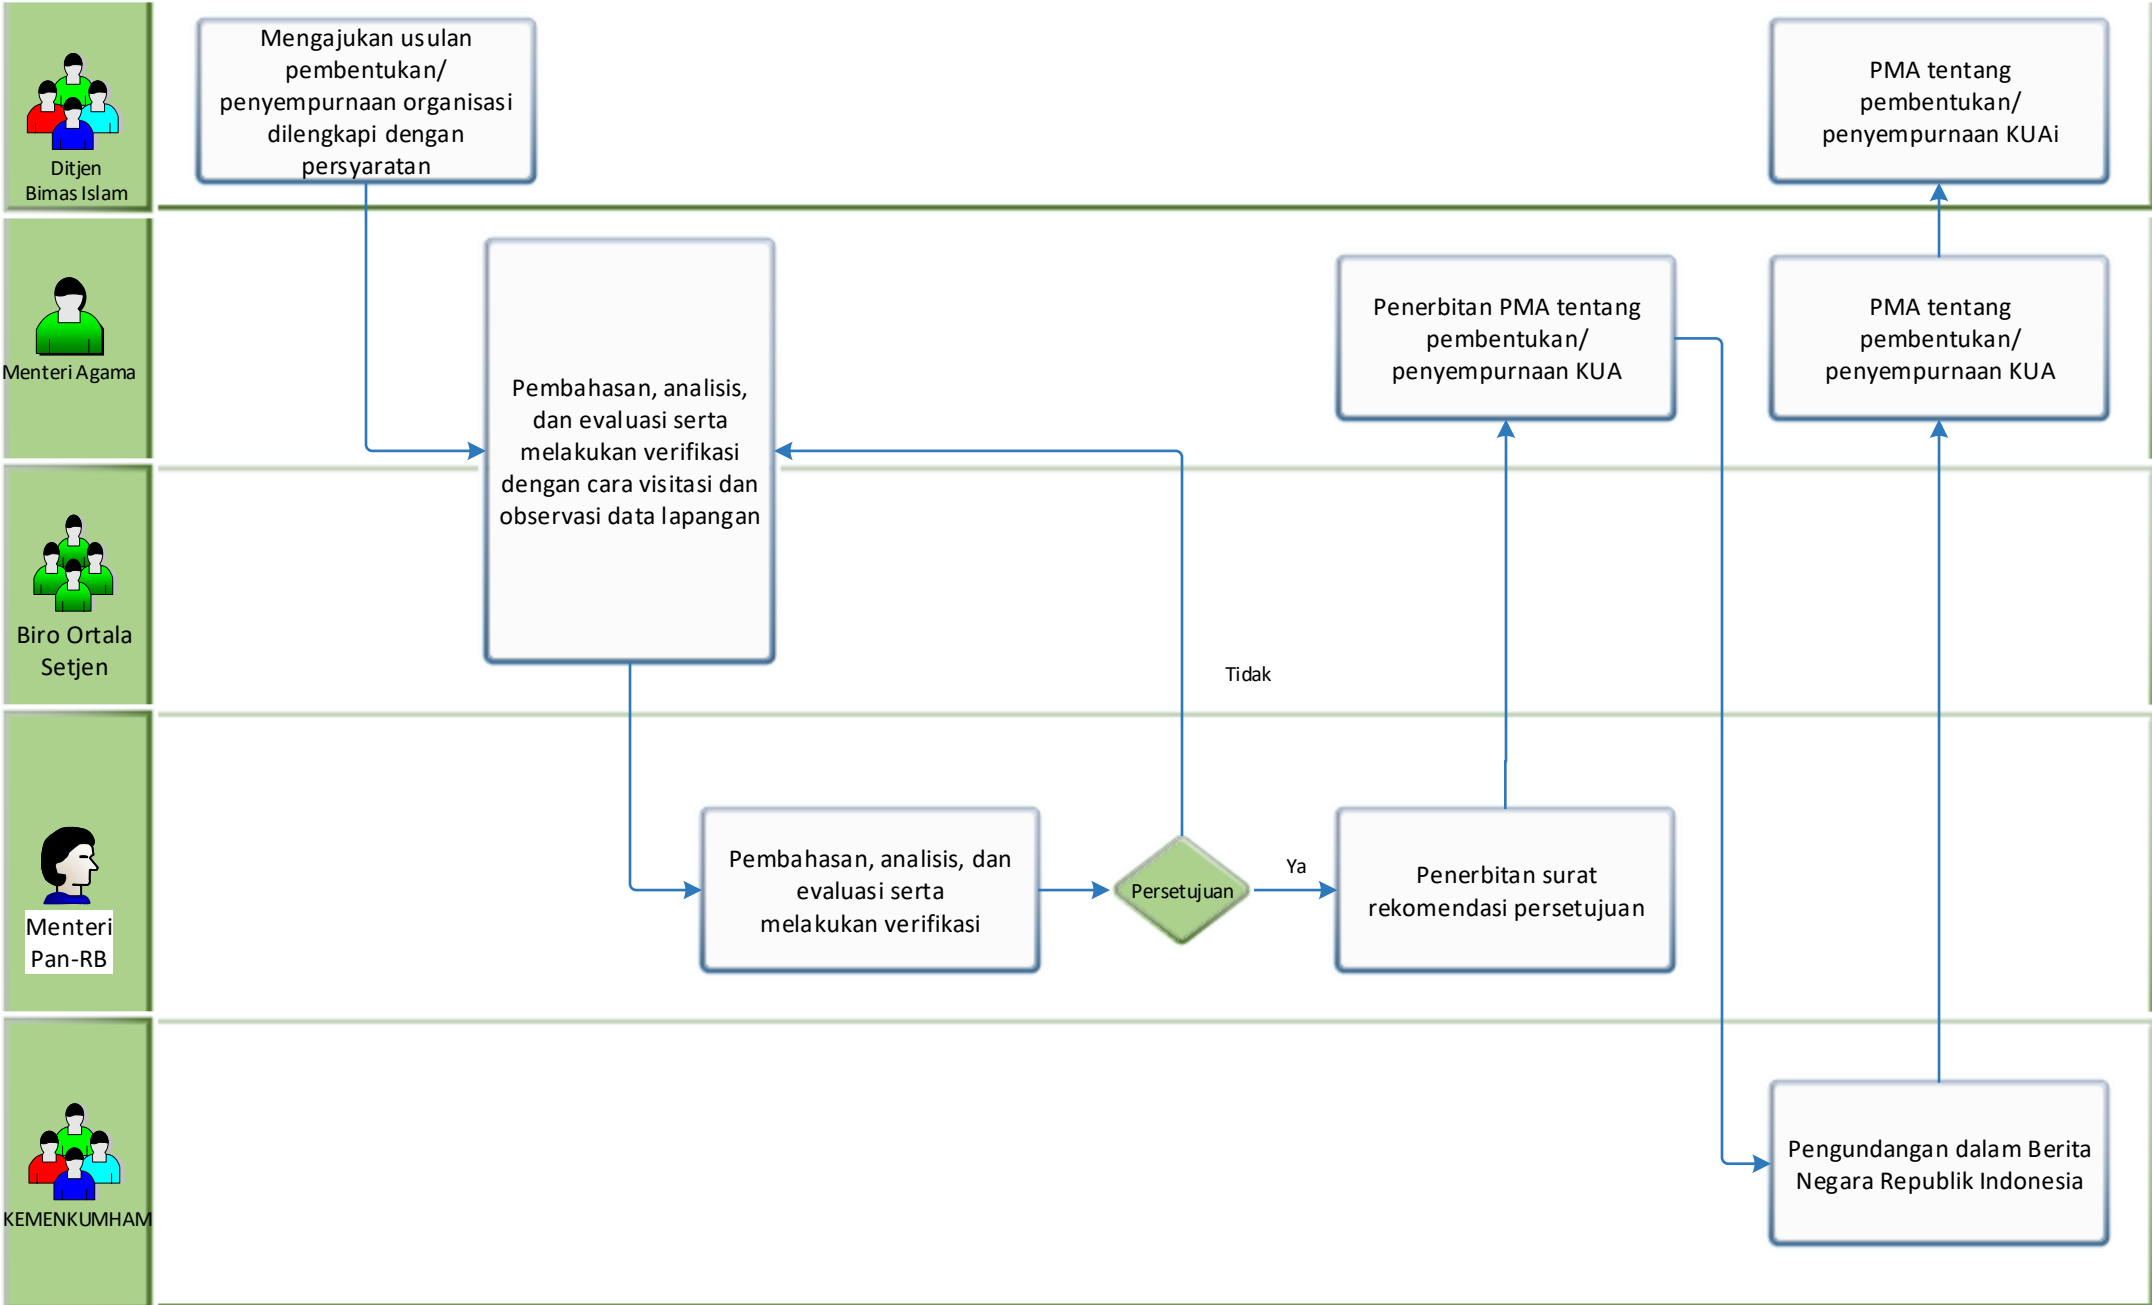 Ditjen
Bimas Islam
Mengajukan usulan
pembentukan/
penyempurnaan organisasi
dilengkapi dengan
persyaratan
PMA tentang
pembentukan/
penyempurnaan KUAi
Menteri Agama
Pembahasan, analisis,
dan evaluasi serta
melakukan verifikasi
dengan cara visitasi dan
observasi data lapangan
Penerbitan PMA tentang
pembentukan/
penyempurnaan KUA
PMA tentang
pembentukan/
penyempurnaan KUA
Biro Ortala
Setjen
Tidak
Menteri
Pan-RB
Pembahasan, analisis, dan
evaluasi serta
melakukan verifikasi
Persetujuan
Ya
Penerbitan surat
rekomendasi persetujuan
KEMENKUMHAM
Pengundangan dalam Berita
Negara Republik Indonesia